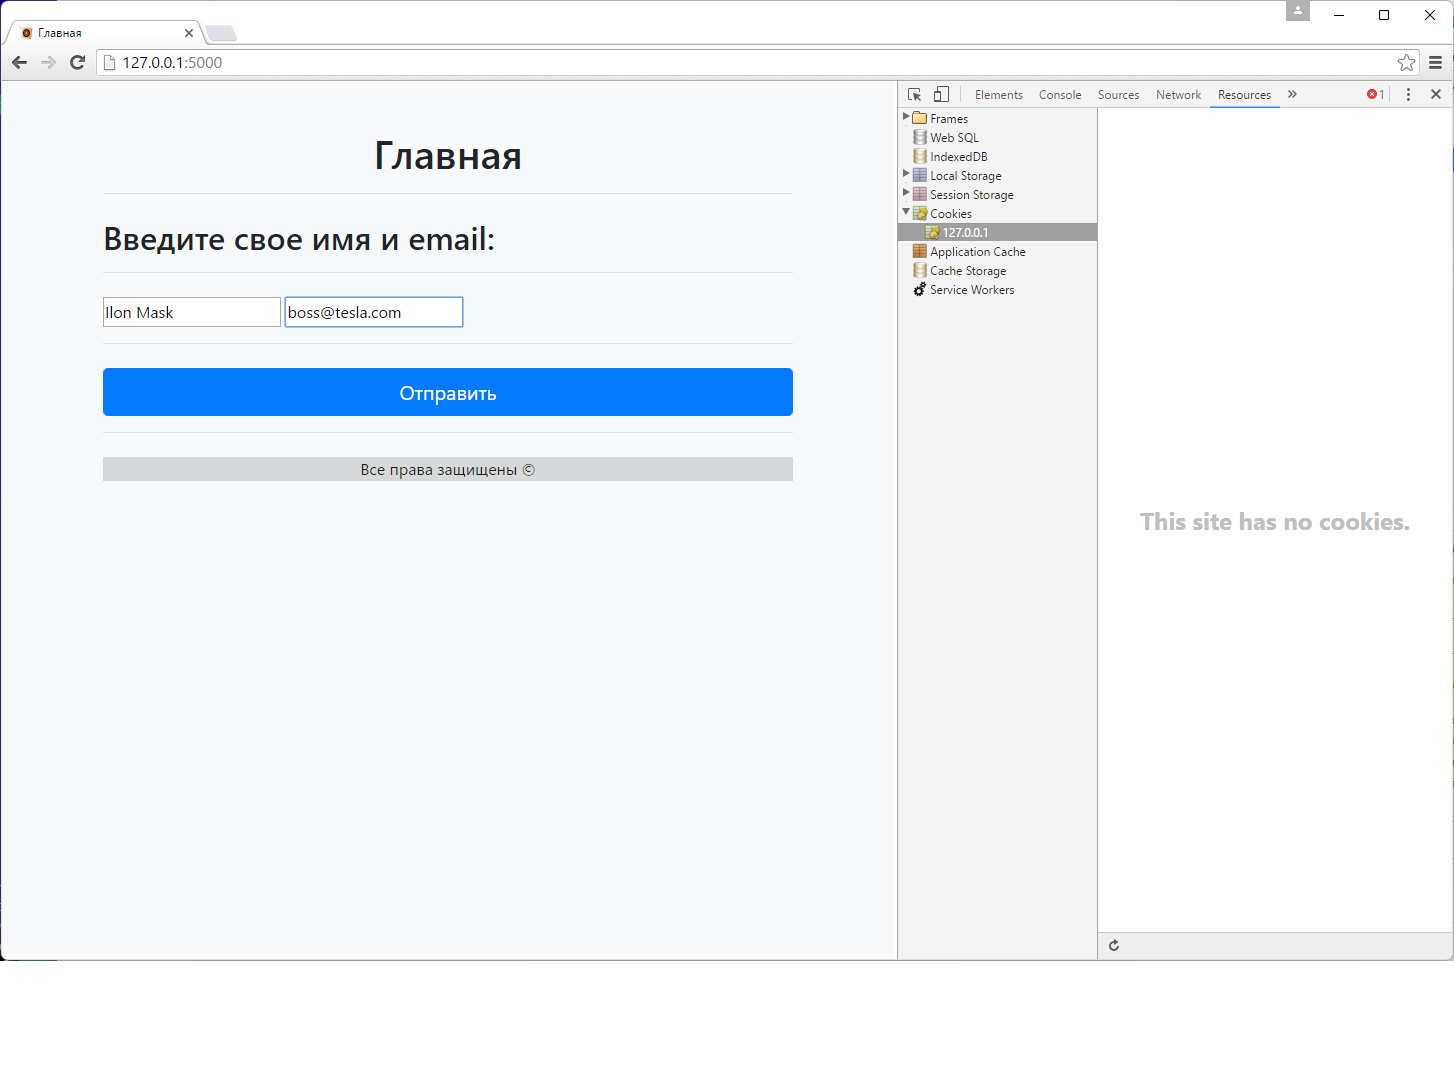 Главная
127.0.0.1:5000
Elements Console Sources Network Resources 1
Главная
Введите свое имя и email:
Ilon Mask boss@tesla.com
Отправить
Все права защищены ©
Frames
Web SQL
IndexedDB
Local Storage
Session Storage
Cookies
127.0.0.1
Application Cache
Cache Storage
Service Workers
This site has no cookies.